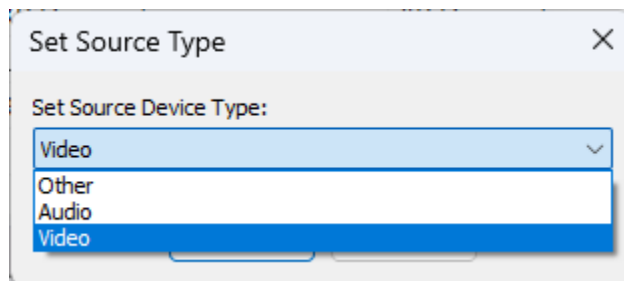 Set Source Type
Set Source Device Type:
Video
Other
Audio
Video